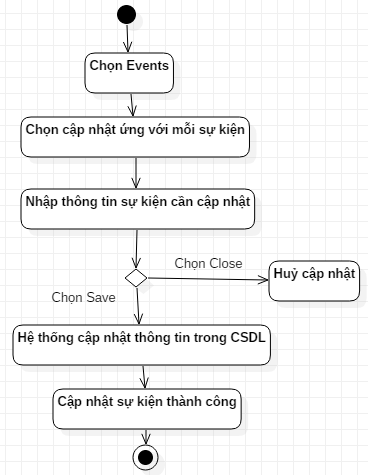 Chọn Events
Chọn cập nhật ứng với mỗi sự kiện
Nhập thông tin sự kiện cần cập nhật
Chọn Close
Huỷ cập nhật
Chọn Save
Hệ thống cập nhật thông tin trong CSDL
Cập nhật sự kiện thành công